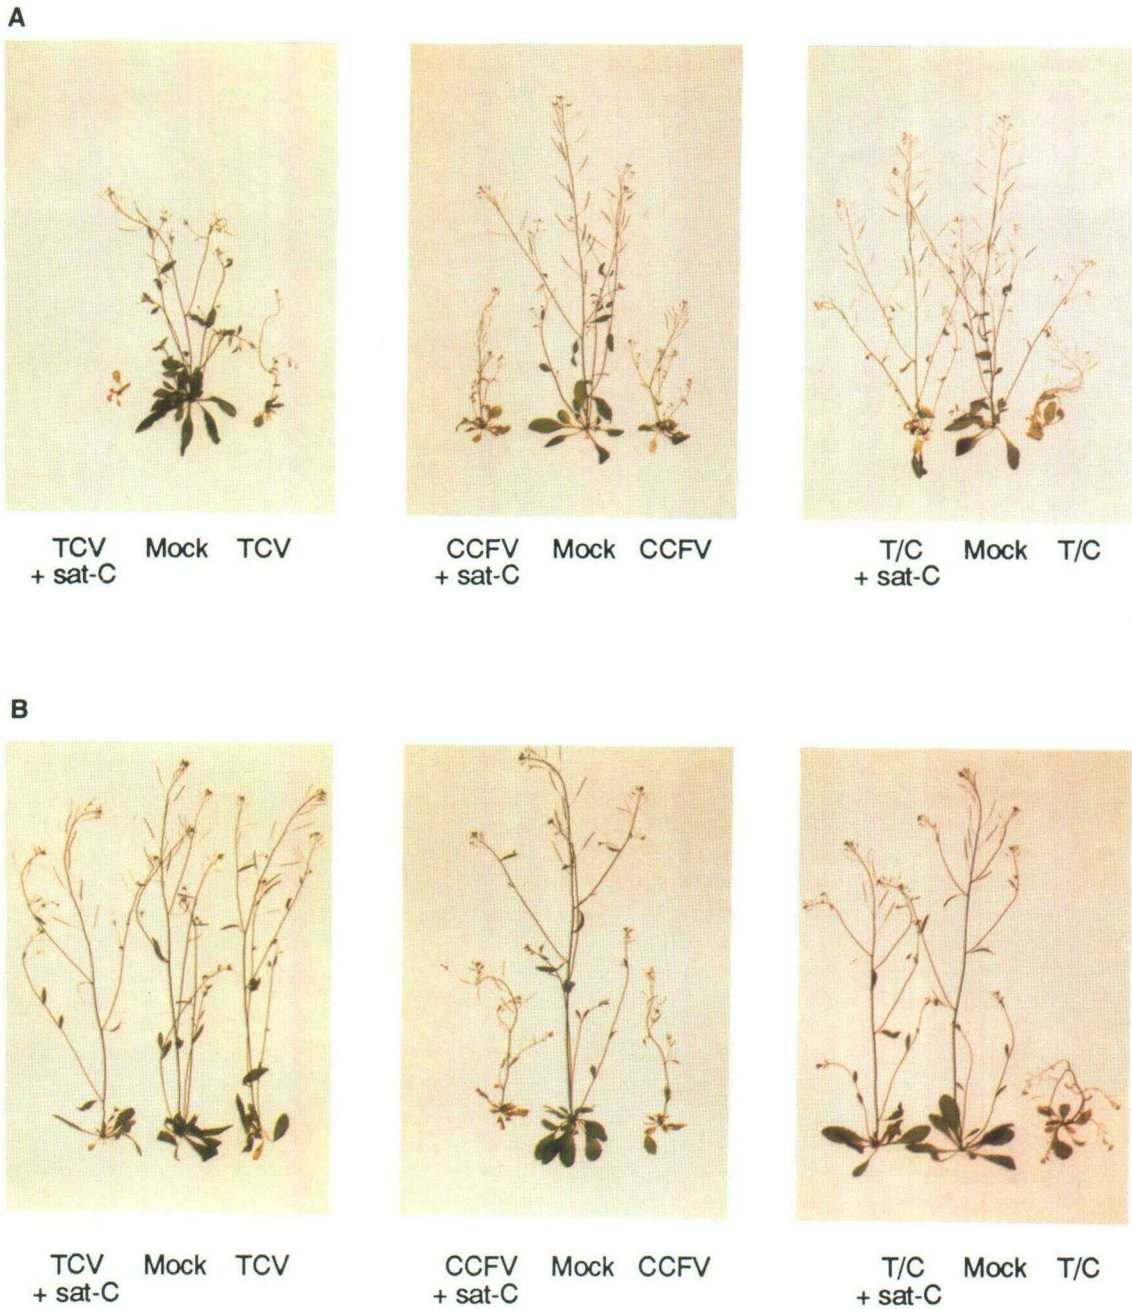 A
TCV Mock TCV
+ sat-C
CCFV Mock CCFV
+ sat-C
T/C Mock T/C
+ sat-C
B
TCV Mock TCV
+ sat-C
CCFV Mock CCFV
+ sat-C
T/C Mock T/C
+ sat-C